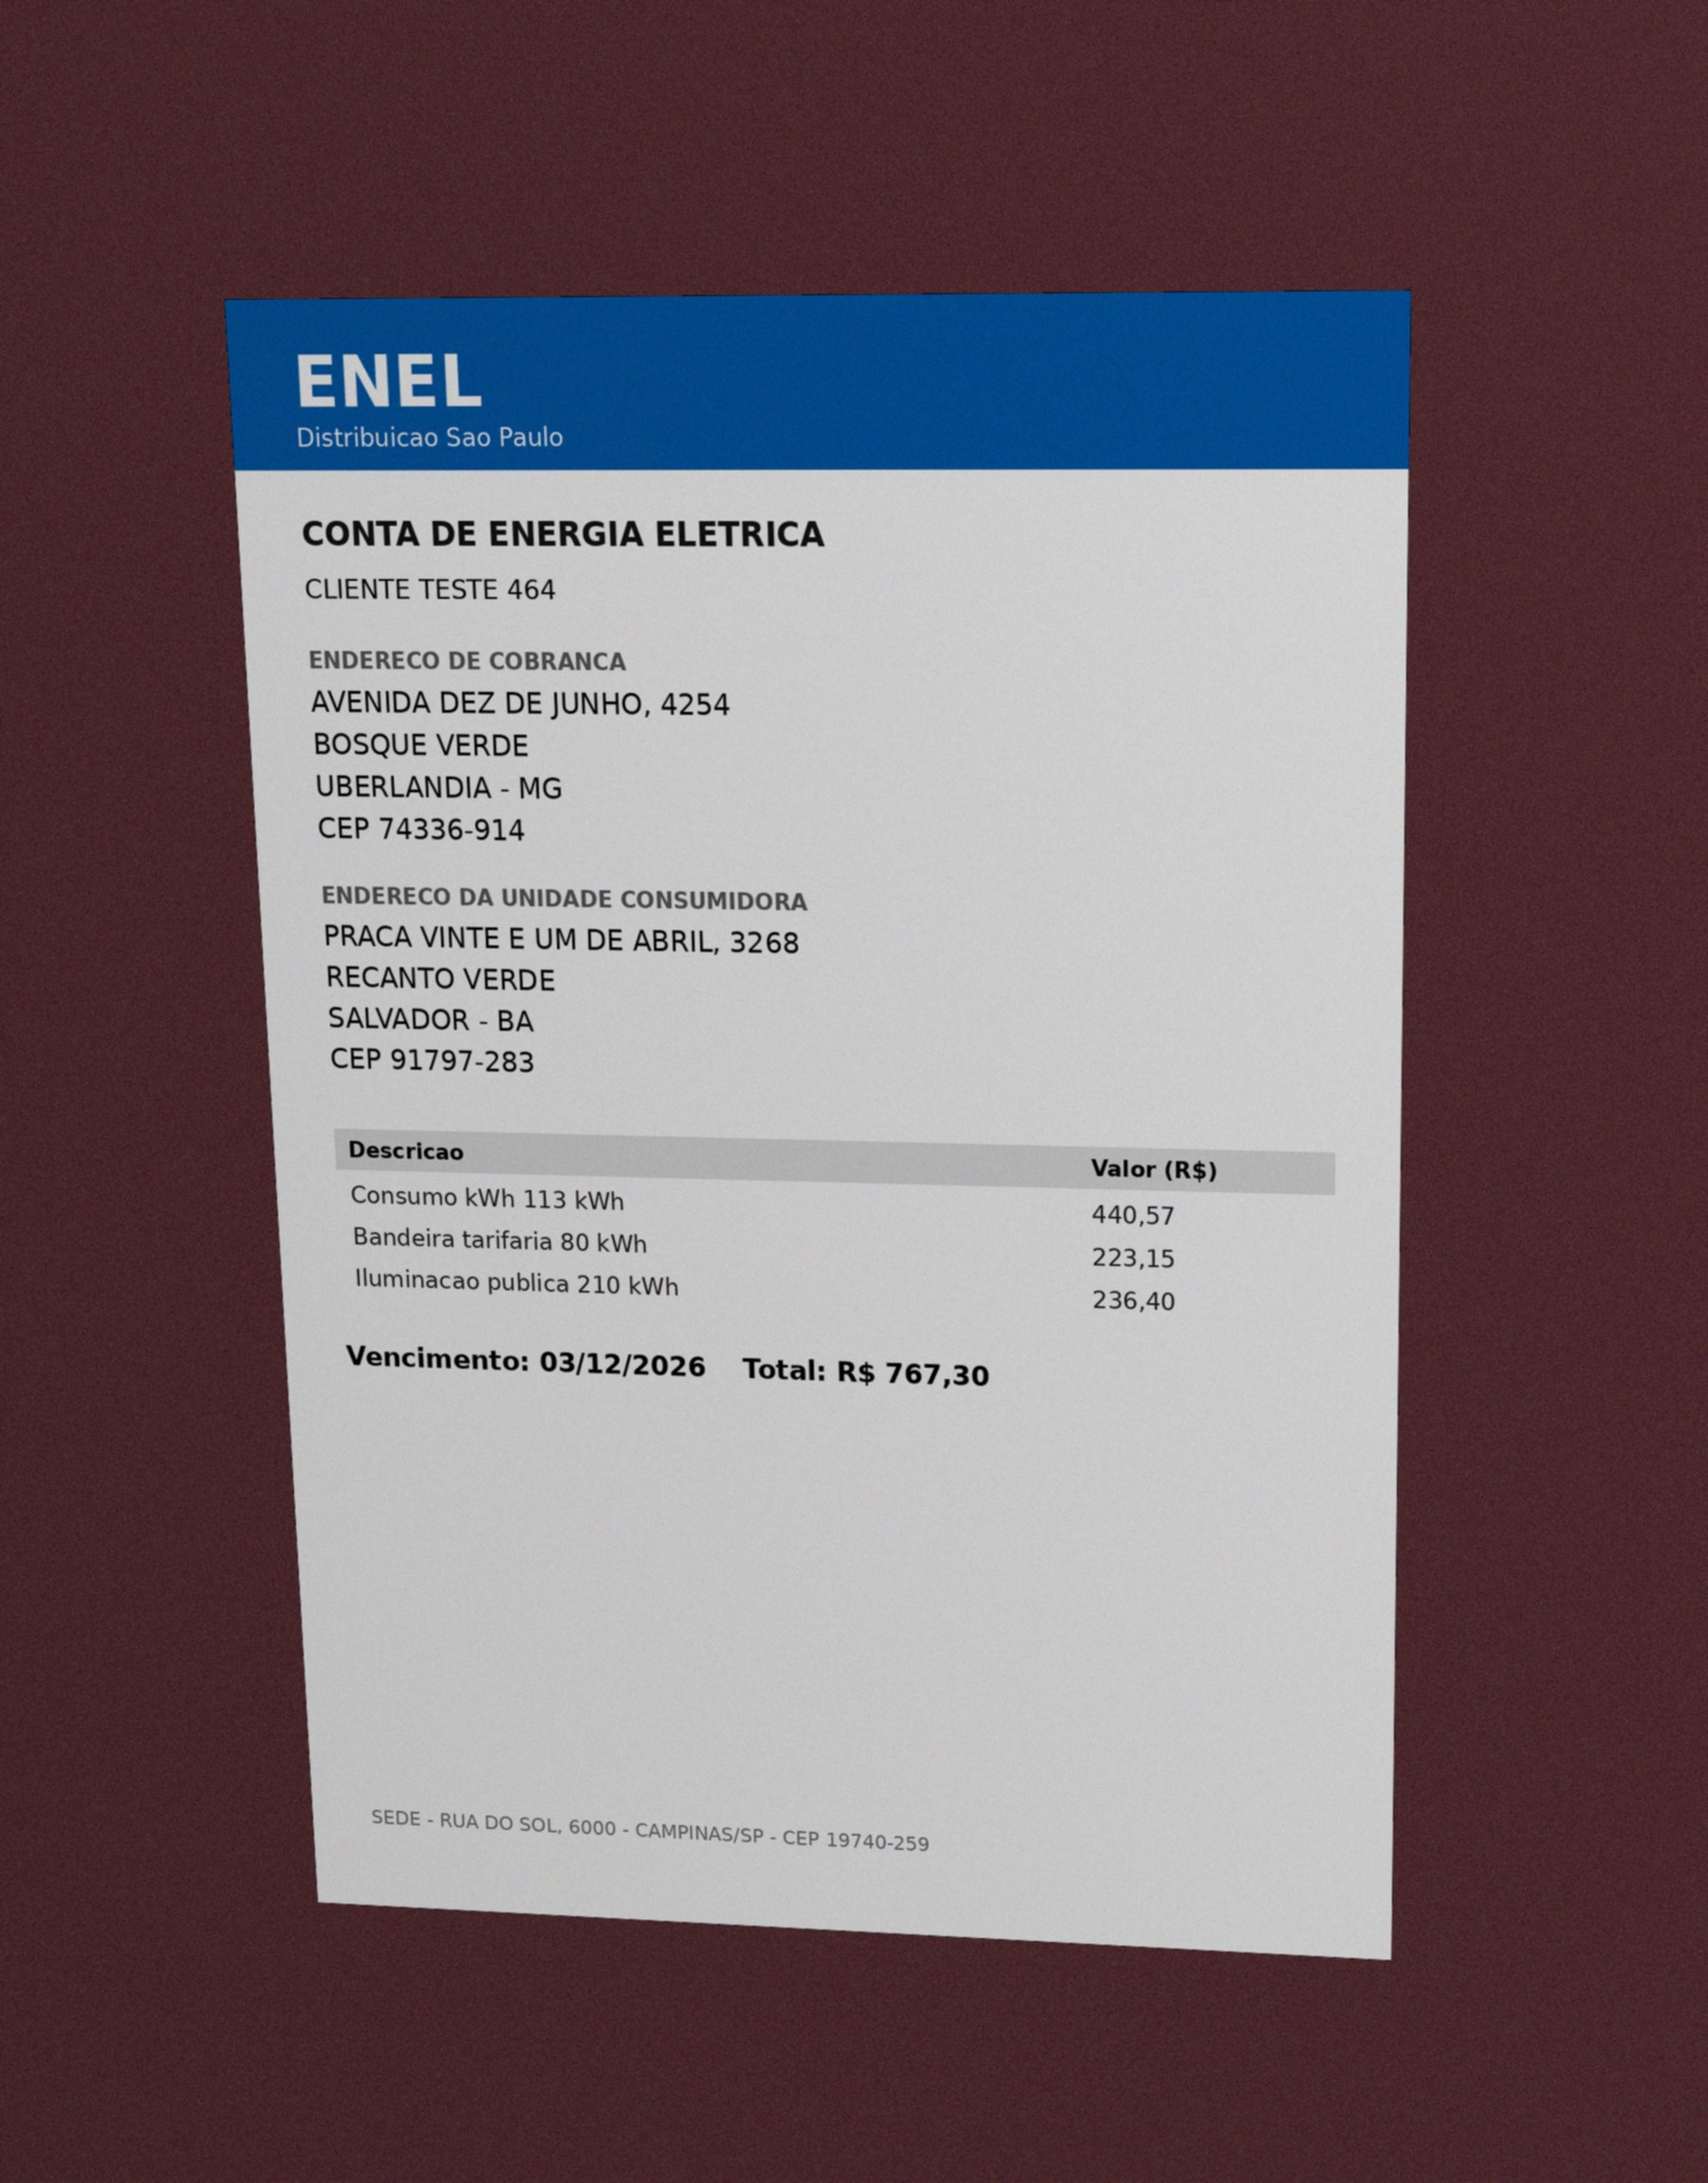 ENEL
Distribuicao Sao Paulo
CONTA DE ENERGIA ELETRICA
CLIENTE TESTE 464
ENDERECO DE COBRANCA
AVENIDA DEZ DE JUNHO, 4254
BOSQUE VERDE
UBERLANDIA - MG
CEP 74336-914
ENDERECO DA UNIDADE CONSUMIDORA
PRACA VINTE E UM DE ABRIL, 3268
RECANTO VERDE
SALVADOR - BA
CEP 91797-283
Descricao Valor (R$)
Consumo kWh 113 kWh 440,57
Bandeira tarifaria 80 kWh 223,15
Iluminacao publica 210 kWh 236,40
Vencimento: 03/12/2026 Total: R$ 767,30
SEDE - RUA DO SOL, 6000 - CAMPINAS/SP - CEP 19740-259